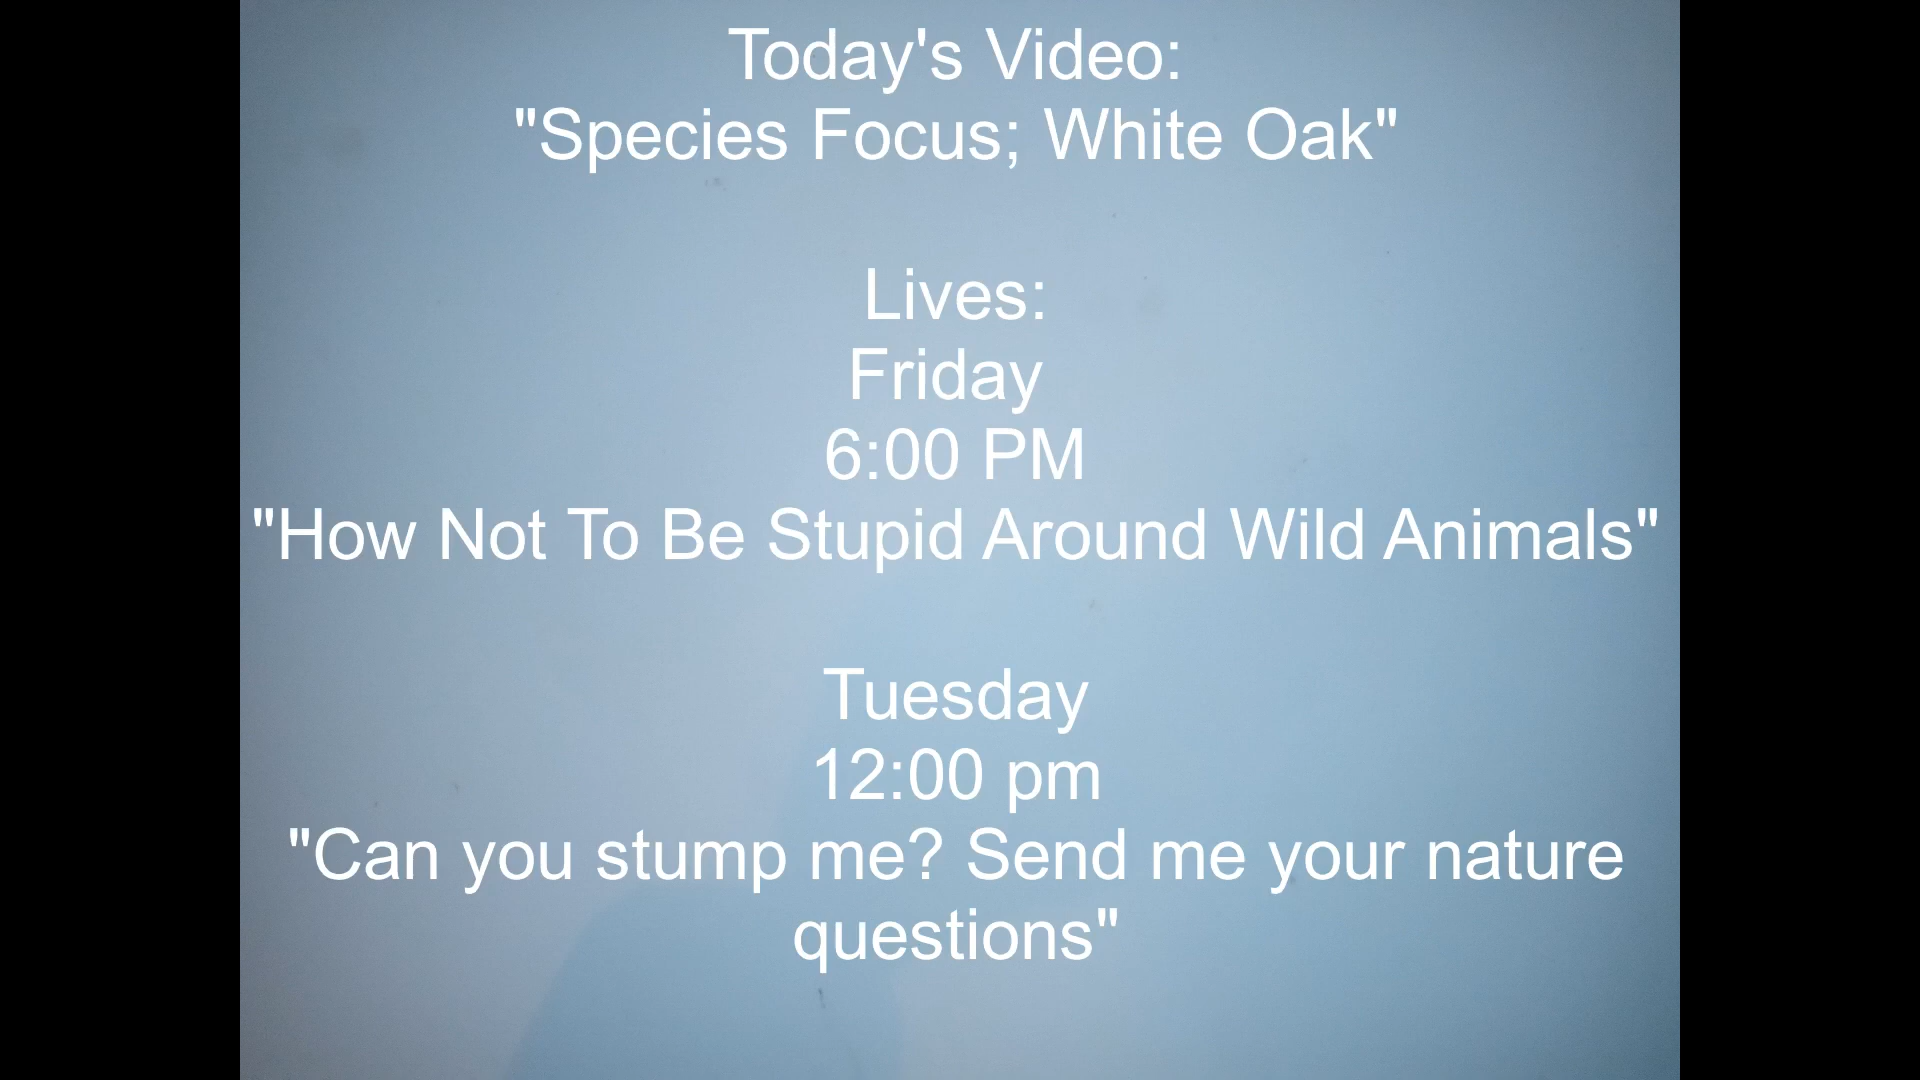 Today's Video:
"Species Focus; White Oak"
Lives:
Friday
6:00 PM
"How Not To Be Stupid Around Wild Animals"
Tuesday
12:00 pm
"Can you stump me? Send me your nature
questions"